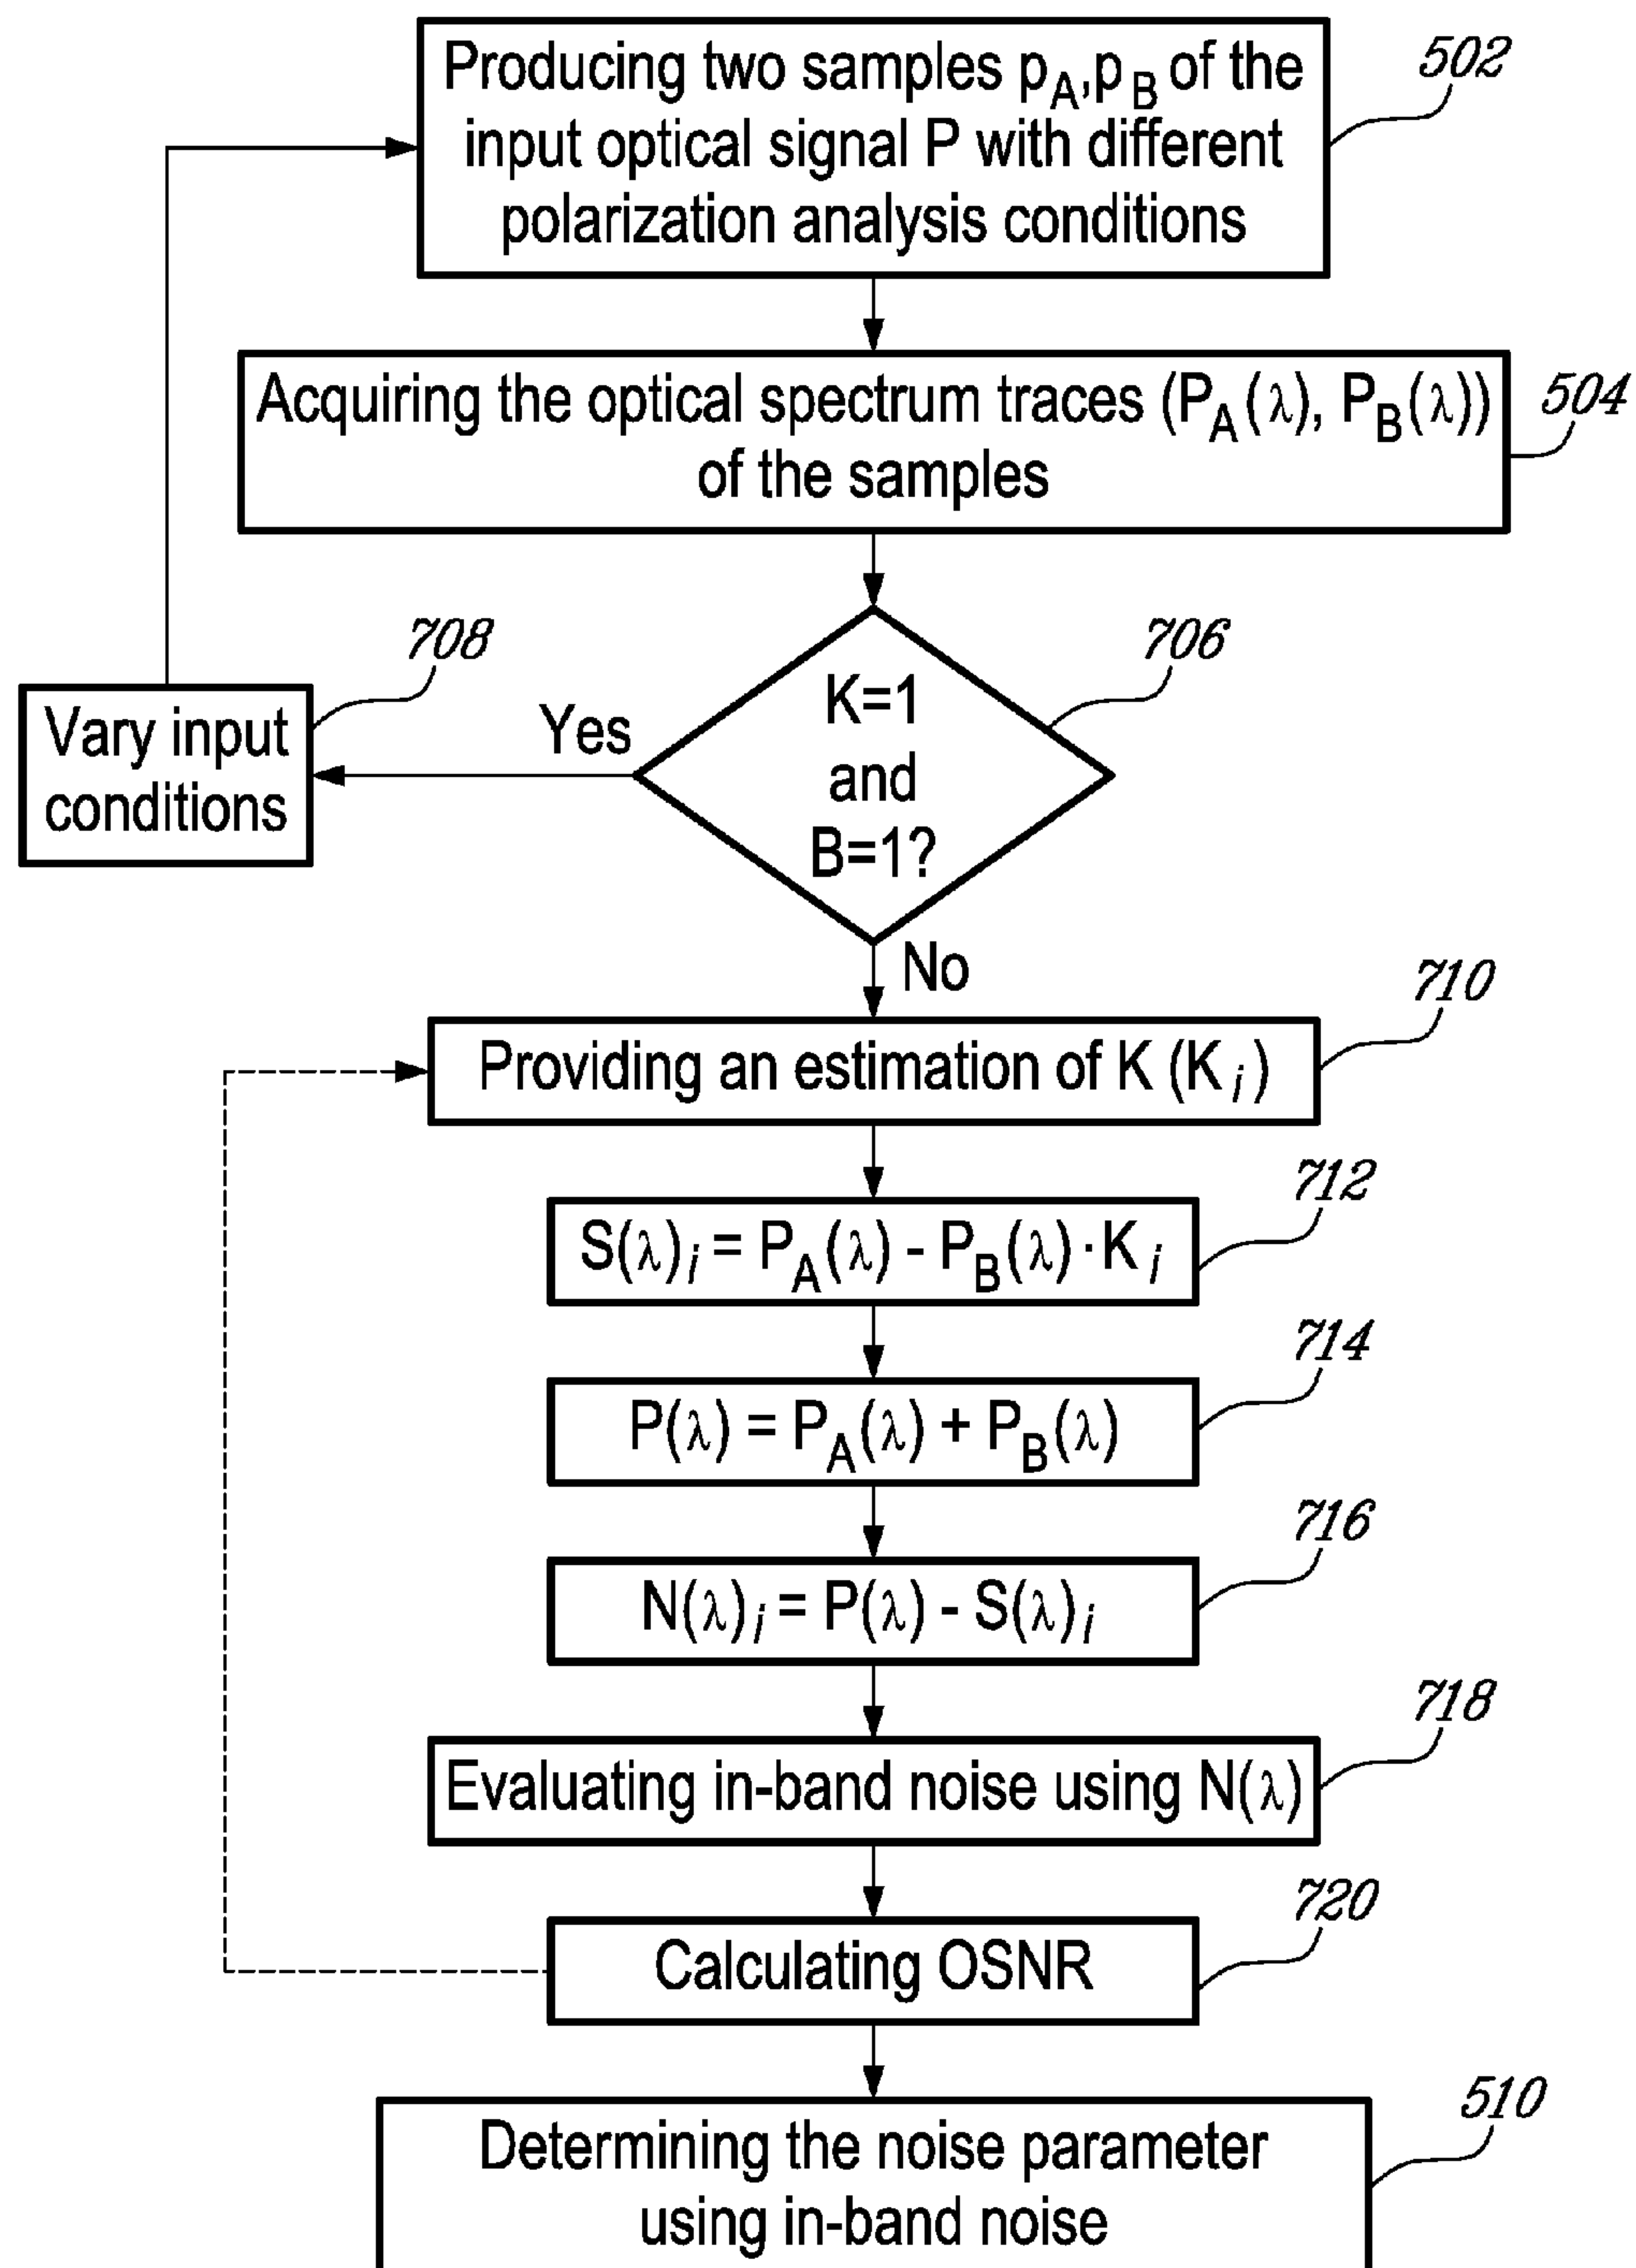 Producing two samples pA,pB of the
input optical signal P with different
polarization analysis conditions
502
Acquiring the optical spectrum traces (PA(λ), PB(λ))
of the samples
504
708
706
Vary input
conditions
Yes
K=1
and
B=1?
No
710
Providing an estimation of K (Ki)
712
S(λ)i = PA(λ) - PB(λ)·Ki
714
P(λ) = PA(λ) + PB(λ)
716
N(λ)i = P(λ) - S(λ)i
718
Evaluating in-band noise using N(λ)
720
Calculating OSNR
510
Determining the noise parameter
using in-band noise